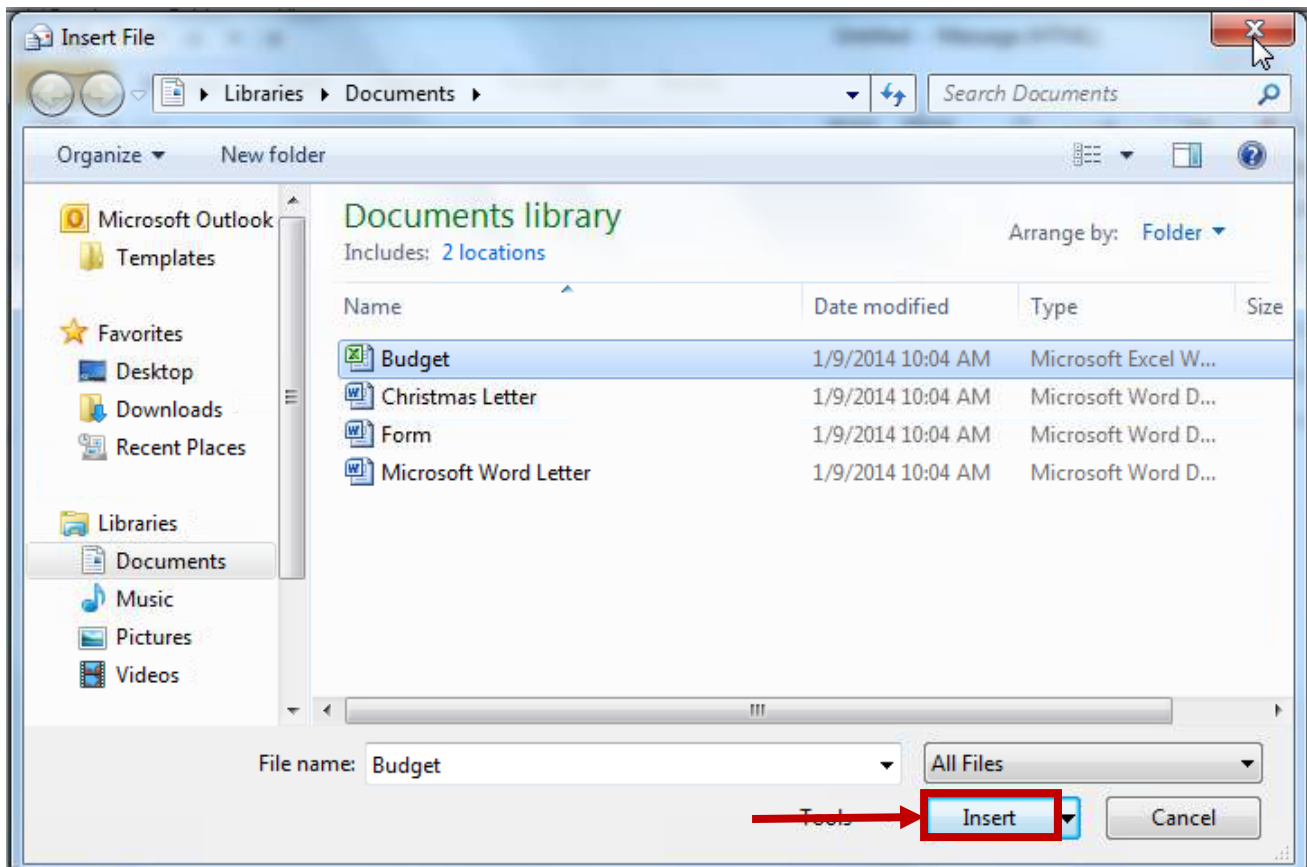 Insert File
Libraries Documents
Search Documents
Organize New folder
Microsoft Outlook
Templates
Favorites
Desktop
Downloads
Recent Places
Libraries
Documents
Music
Pictures
Videos
Documents library
Includes: 2 locations
Arrange by: Folder
Name Date modified Type Size
Budget 1/9/2014 10:04 AM Microsoft Excel W...
Christmas Letter 1/9/2014 10:04 AM Microsoft Word D...
Form 1/9/2014 10:04 AM Microsoft Word D...
Microsoft Word Letter 1/9/2014 10:04 AM Microsoft Word D...
File name: Budget All Files
Tools Insert Cancel